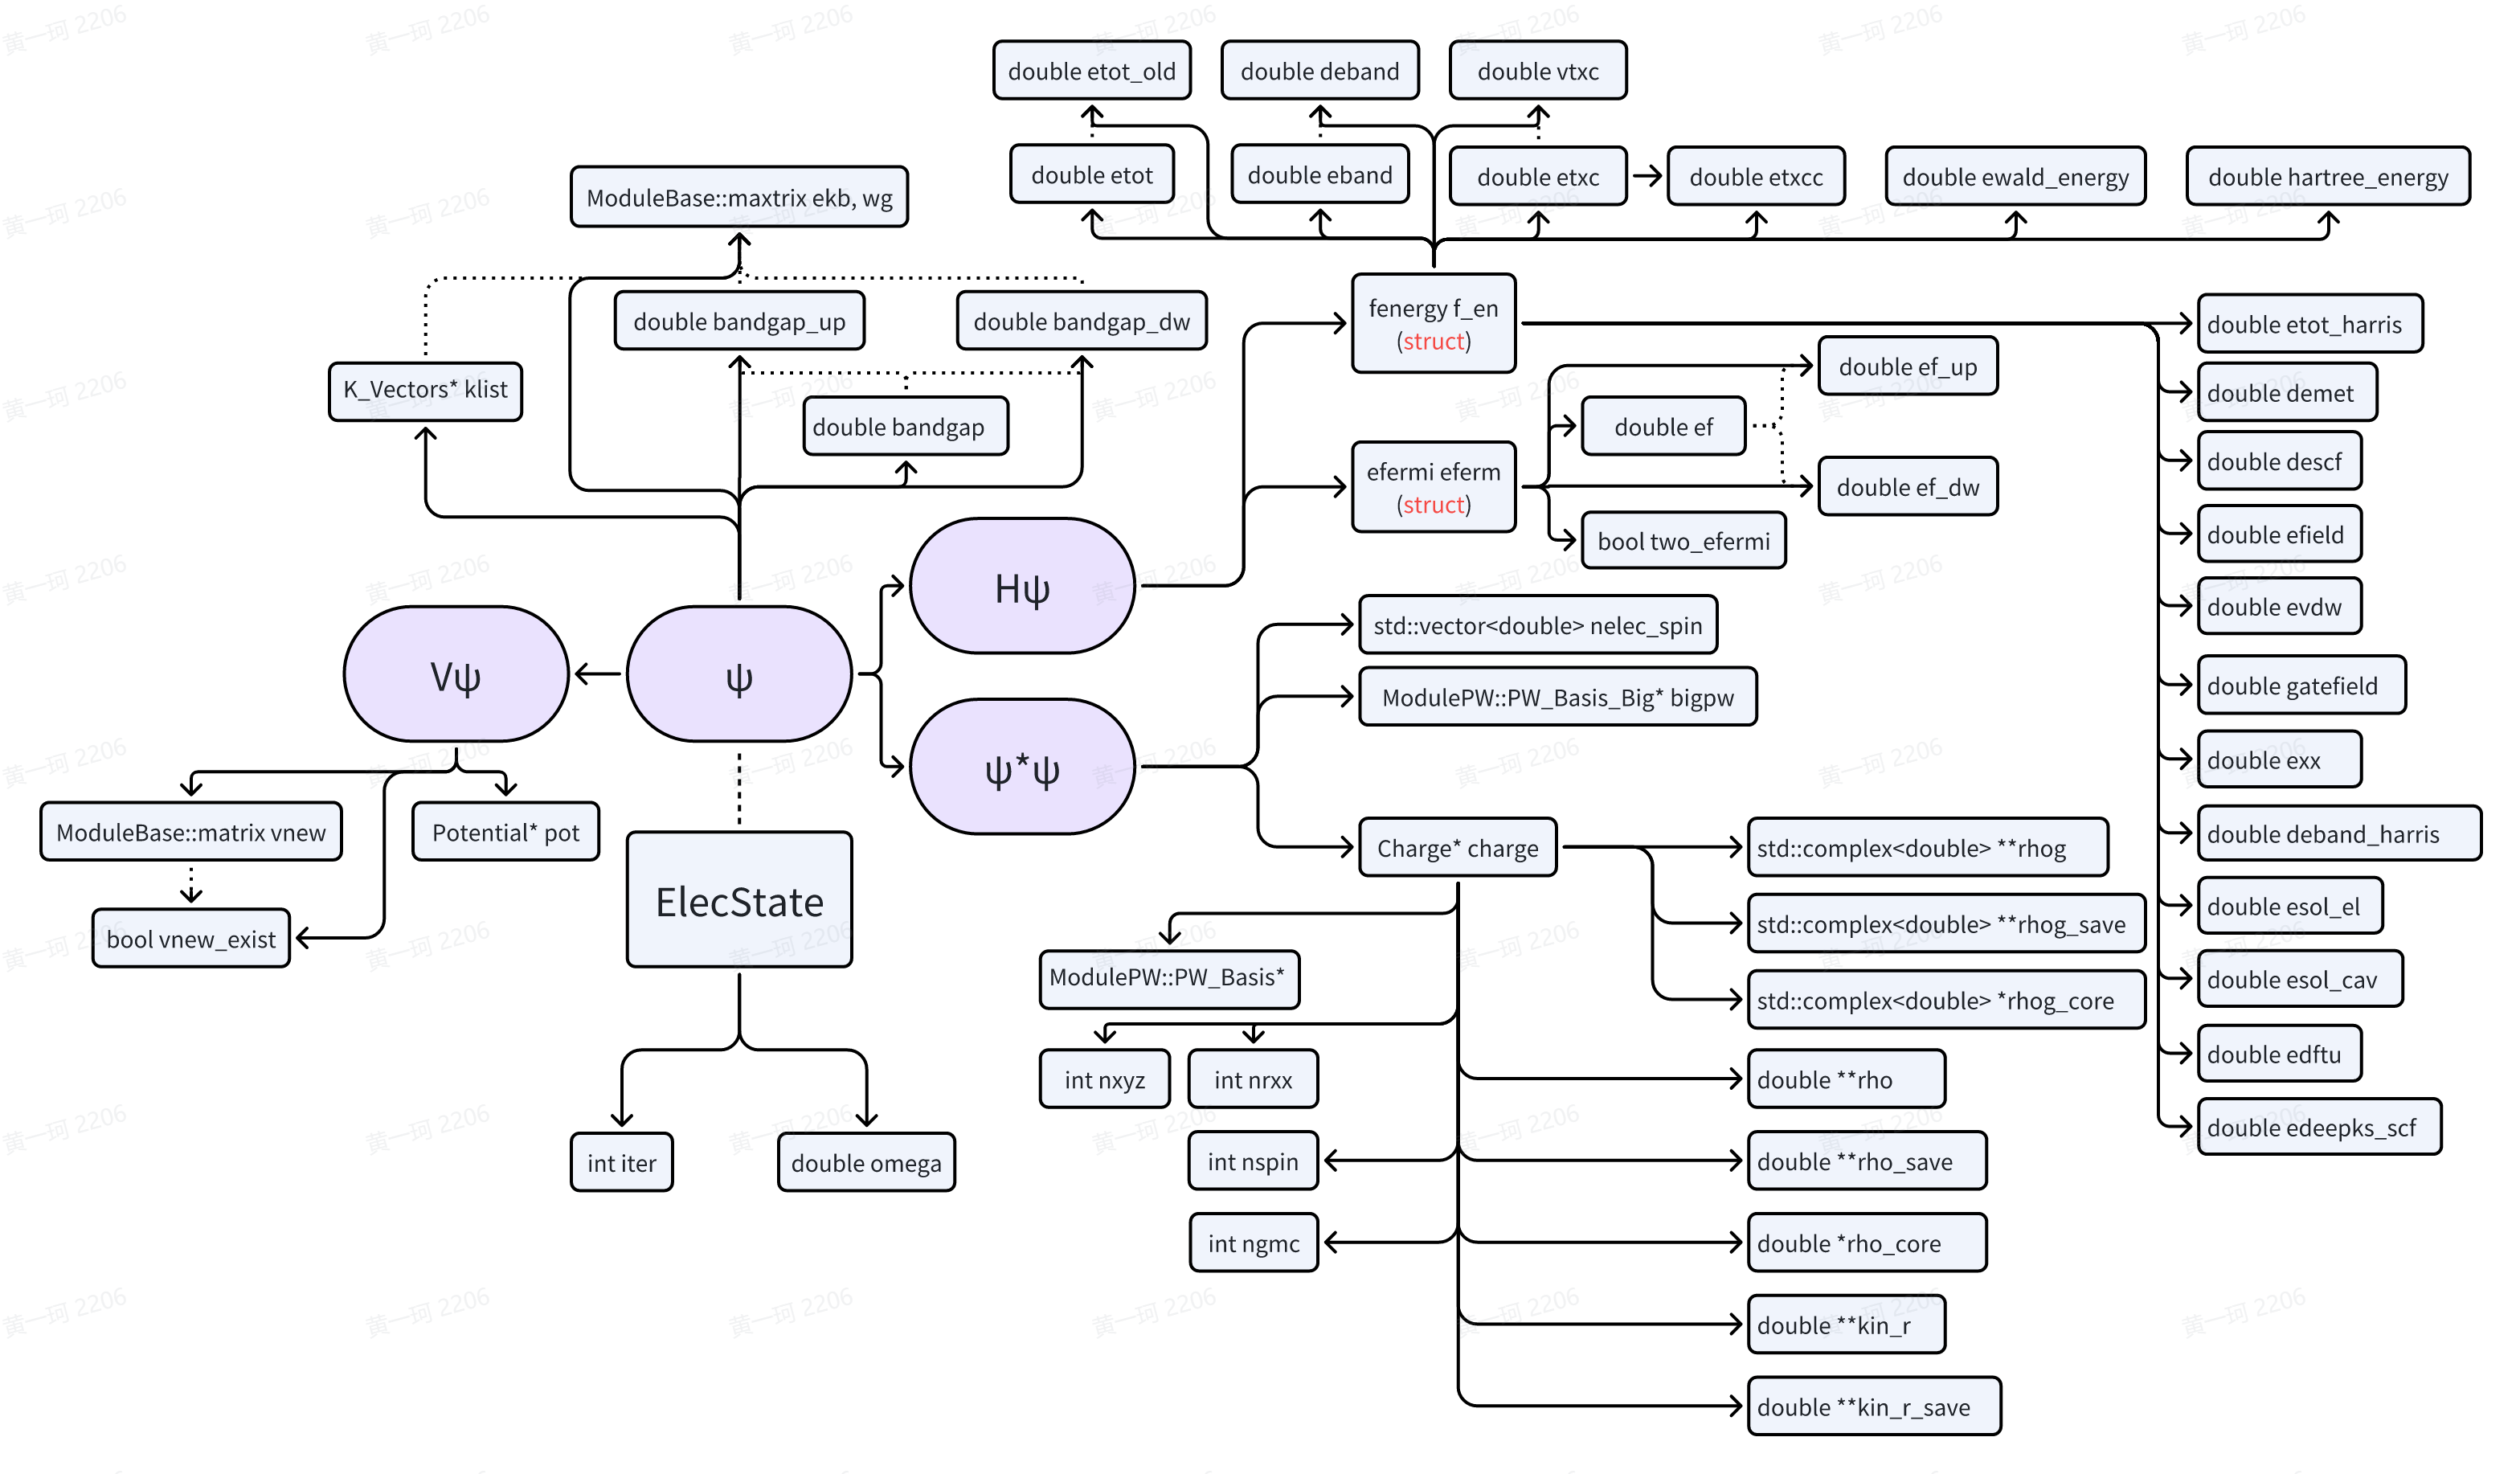 double etot_old
double deband
double vtxc
double etot
double eband
double etxc
double etxcc
double ewald_energy
double hartree_energy
ModuleBase::maxtrix ekb, wg
double bandgap_up
double bandgap_dw
K_Vectors* klist
double bandgap
fenergy f_en
(struct)
efermi eferm
(struct)
double ef_up
double ef
double ef_dw
bool two_efermi
double etot_harris
double demet
double descf
double efield
double evdw
double gatefield
double exx
double deband_harris
double esol_el
double esol_cav
double edftu
double edeepks_scf
Hψ
Vψ
ψ
ψ*ψ
std::vector<double> nelec_spin
ModulePW::PW_Basis_Big* bigpw
ModuleBase::matrix vnew
Potential* pot
bool vnew_exist
ElecState
int iter
double omega
Charge* charge
std::complex<double> **rhog
std::complex<double> **rhog_save
std::complex<double> *rhog_core
ModulePW::PW_Basis*
int nxyz
int nrxx
int nspin
int ngmc
double **rho
double **rho_save
double *rho_core
double **kin_r
double **kin_r_save
黄一珂 2206